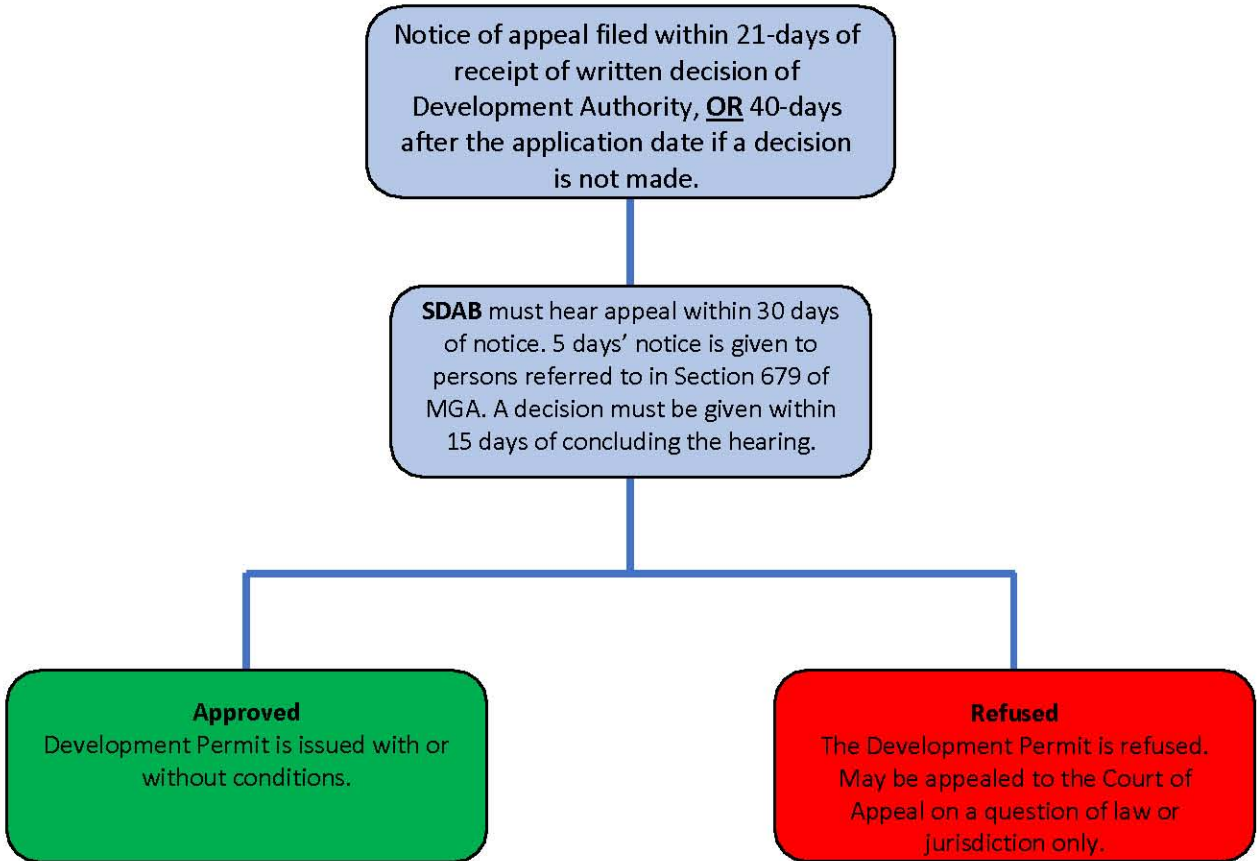 Notice of appeal filed within 21-days of
receipt of written decision of
Development Authority, OR 40-days
after the application date if a decision
is not made.
SDAB must hear appeal within 30 days
of notice. 5 days’ notice is given to
persons referred to in Section 679 of
MGA. A decision must be given within
15 days of concluding the hearing.
Approved
Development Permit is issued with or
without conditions.
Refused
The Development Permit is refused.
May be appealed to the Court of
Appeal on a question of law or
jurisdiction only.